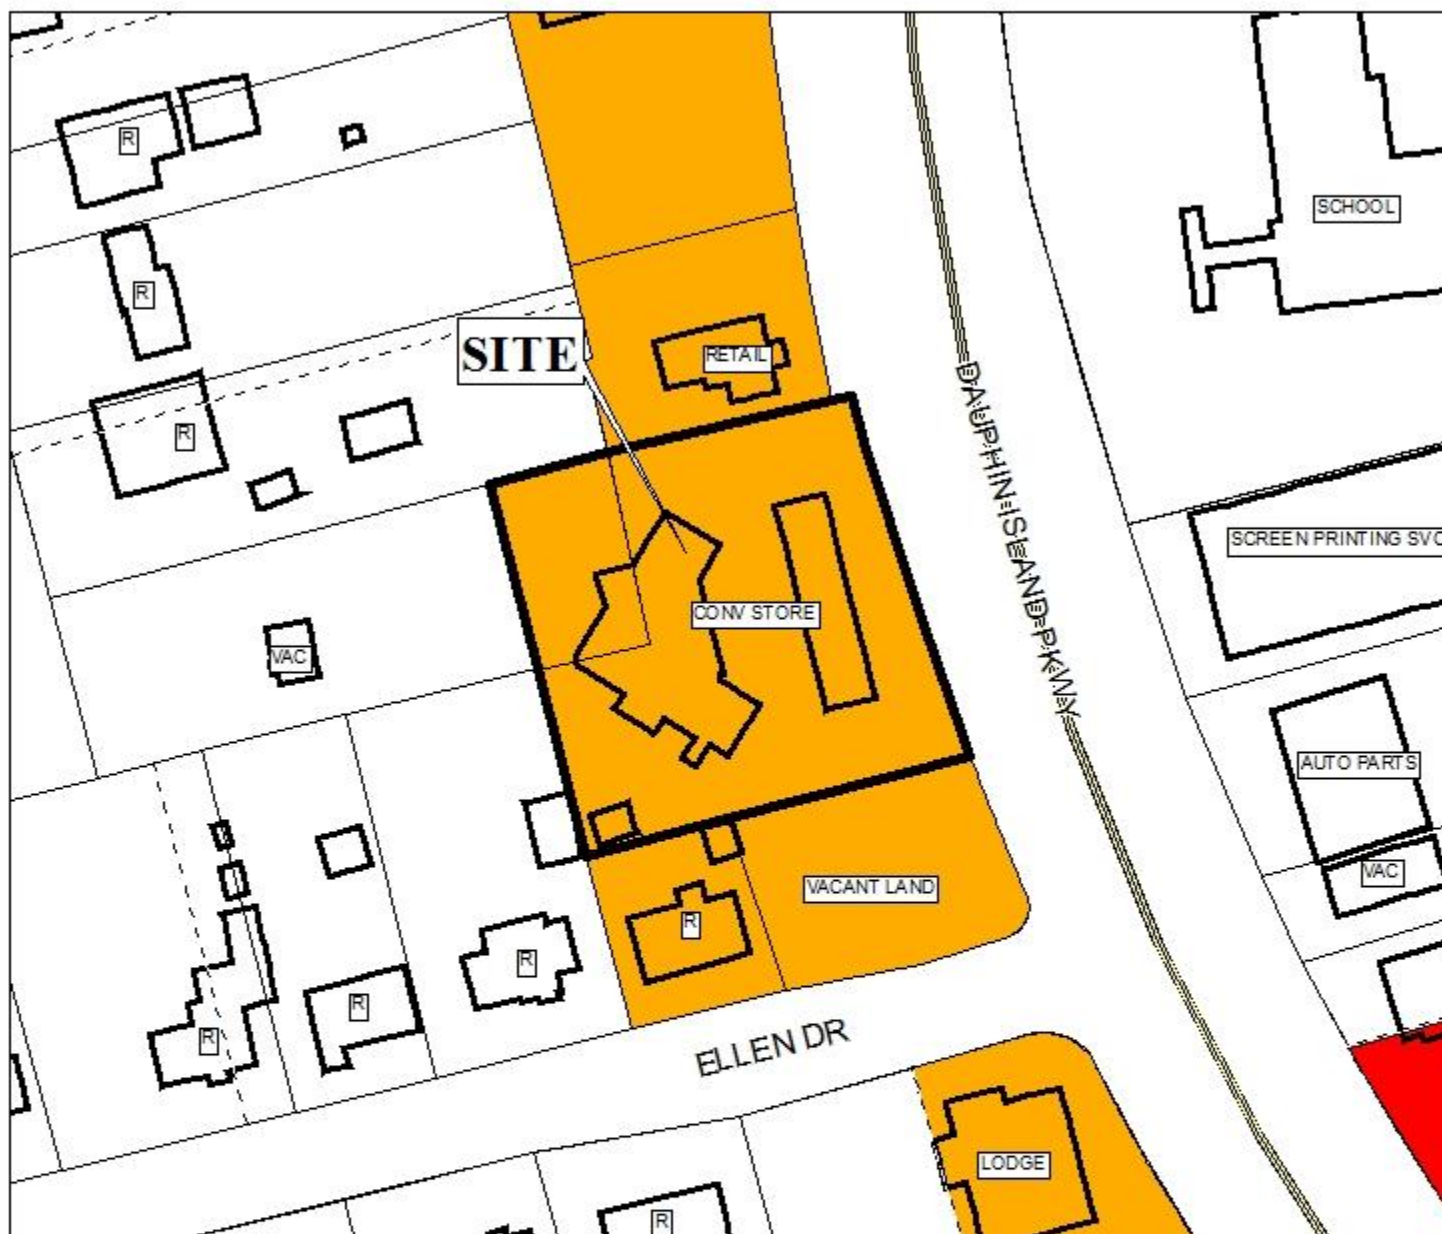 R
SCHOOL
R
SITE
RETAIL
R
DAUPHIN ISLAND PKWY
SCREEN PRINTING SVC
CONV STORE
VAC
AUTO PARTS
VAC
VACANT LAND
R
R
R
R
ELLEN DR
LODGE
R